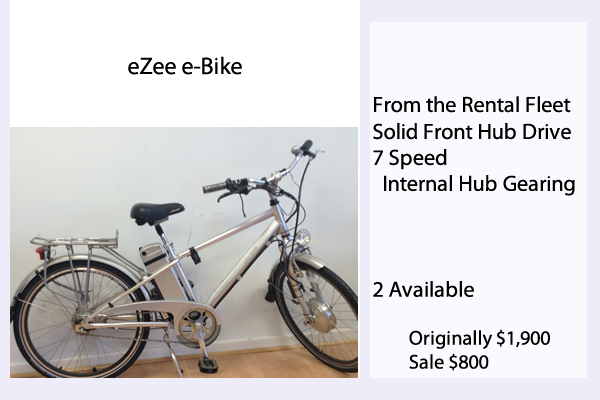 eZee e-Bike
From the Rental Fleet
Solid Front Hub Drive
7 Speed
Internal Hub Gearing
2 Available
Originally $1,900
Sale $800